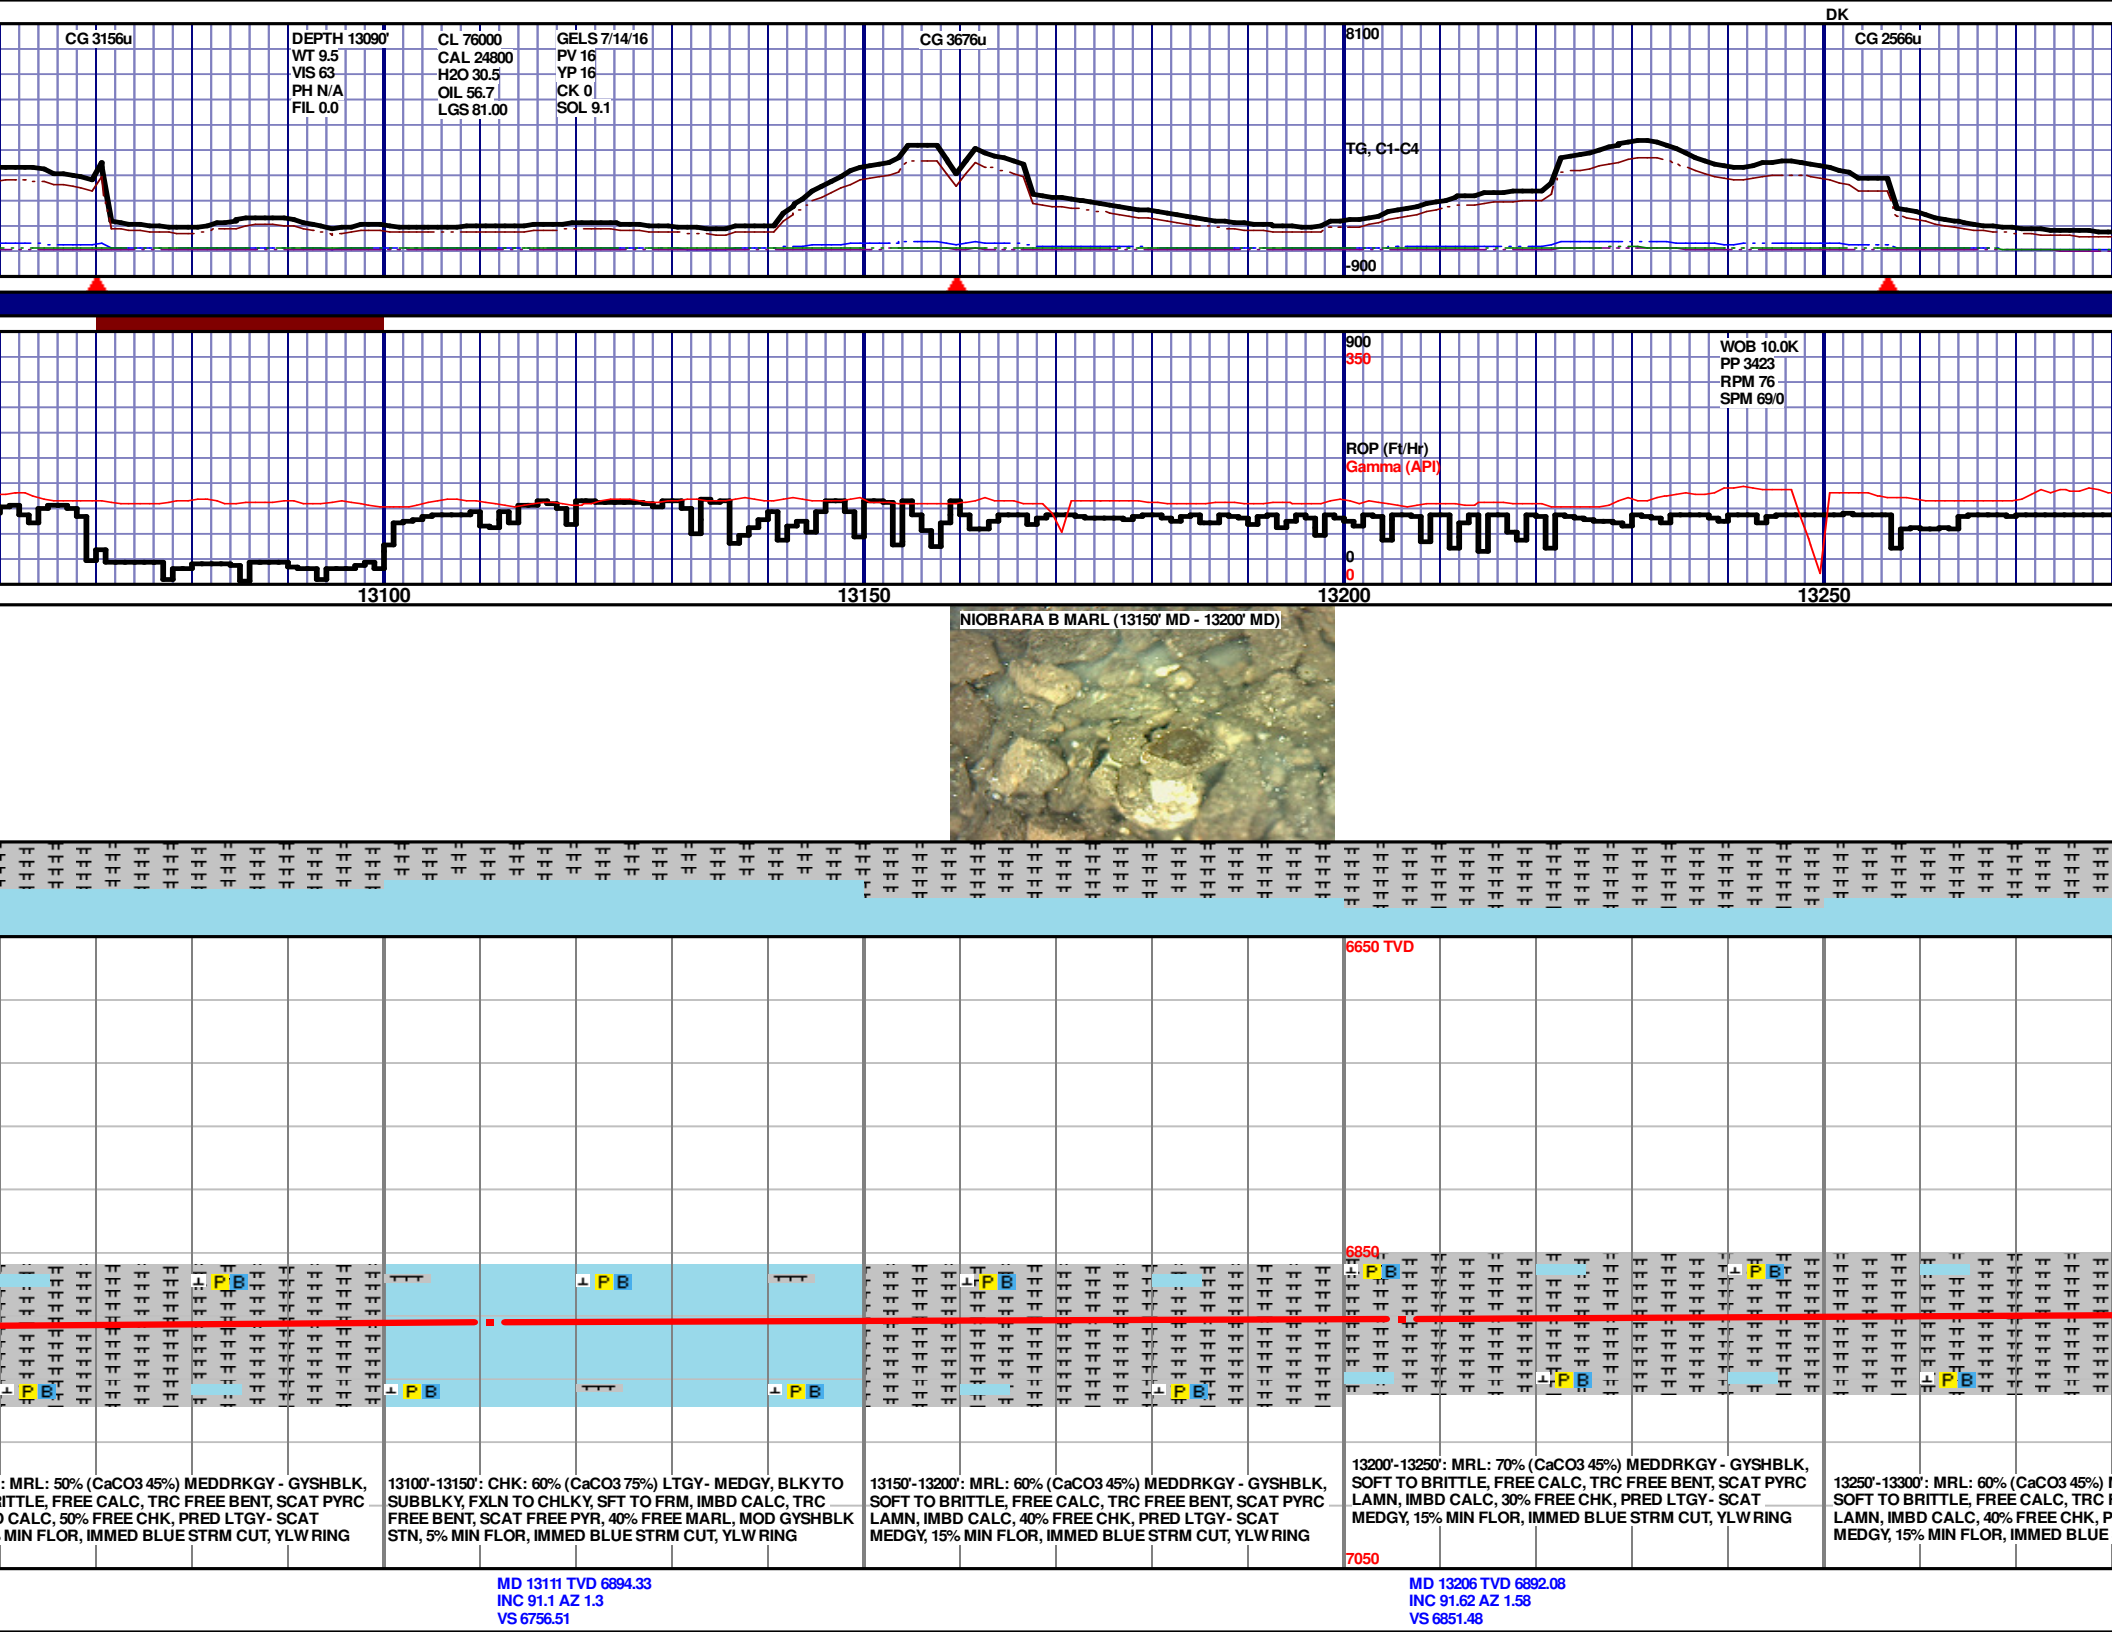 DK
CG 3156u
DEPTH 13090'
WT 9.5
VIS 63
PH N/A
FIL 0.0
CL 76000
CAL 24800
H2O 30.5
OIL 56.7
LGS 81.00
GELS 7/14/16
PV 16
YP 16
CK 0
SOL 9.1
CG 3676u
8100
CG 2566u
TG, C1-C4
-900
900
350
WOB 10.0K
PP 3423
RPM 76
SPM 69/0
ROP (Ft/Hr)
Gamma (API)
0
0
13100
13150
13200
13250
NIOBRARA B MARL (13150' MD - 13200' MD)
6650 TVD
6850
P B
P B
P B
P B
P B
P B
P B
P B
P B
P B
P B
P B
: MRL: 50% (CaCO3 45%) MEDDRKGY - GYSHBLK,
ITTLE, FREE CALC, TRC FREE BENT, SCAT PYRC
CALC, 50% FREE CHK, PRED LTGY- SCAT
MIN FLOR, IMMED BLUE STRM CUT, YLW RING
13100'-13150': CHK: 60% (CaCO3 75%) LTGY- MEDGY, BLKY TO
SUBBLKY, FXLN TO CHLKY, SFT TO FRM, IMBD CALC, TRC
FREE BENT, SCAT FREE PYR, 40% FREE MARL, MOD GYSHBLK
STN, 5% MIN FLOR, IMMED BLUE STRM CUT, YLW RING
13150'-13200': MRL: 60% (CaCO3 45%) MEDDRKGY - GYSHBLK,
SOFT TO BRITTLE, FREE CALC, TRC FREE BENT, SCAT PYRC
LAMN, IMBD CALC, 40% FREE CHK, PRED LTGY- SCAT
MEDGY, 15% MIN FLOR, IMMED BLUE STRM CUT, YLW RING
13200'-13250': MRL: 70% (CaCO3 45%) MEDDRKGY - GYSHBLK,
SOFT TO BRITTLE, FREE CALC, TRC FREE BENT, SCAT PYRC
LAMN, IMBD CALC, 30% FREE CHK, PRED LTGY- SCAT
MEDGY, 15% MIN FLOR, IMMED BLUE STRM CUT, YLW RING
13250'-13300': MRL: 60% (CaCO3 45%)
SOFT TO BRITTLE, FREE CALC, TRC
LAMN, IMBD CALC, 40% FREE CHK,
MEDGY, 15% MIN FLOR, IMMED BLUE
7050
MD 13111 TVD 6894.33
INC 91.1 AZ 1.3
VS 6756.51
MD 13206 TVD 6892.08
INC 91.62 AZ 1.58
VS 6851.48